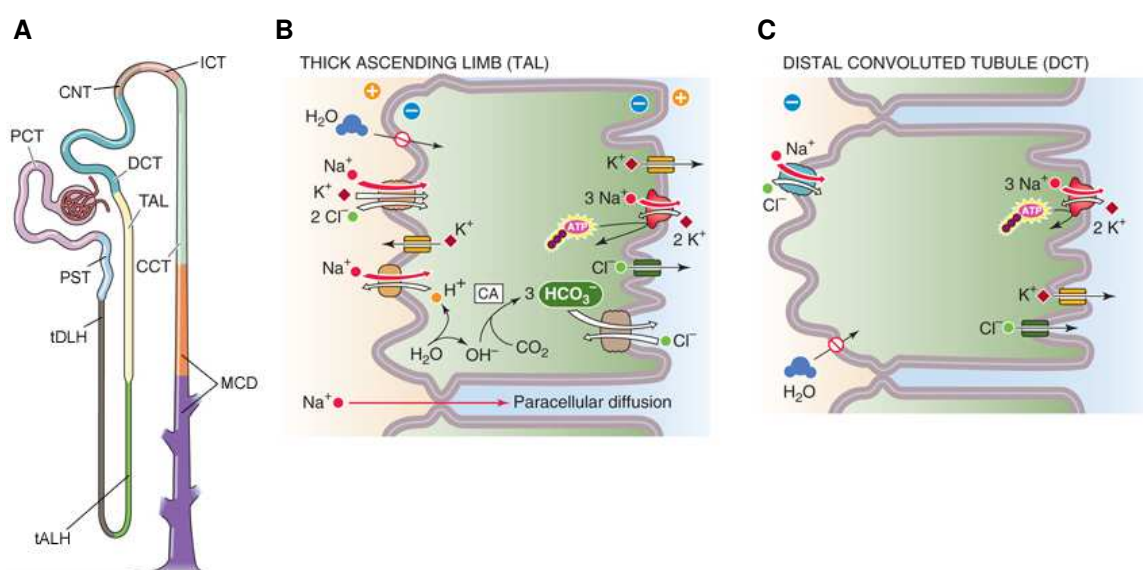 A
ICT
CNT
PCT
DCT
TAL
PST
CCT
tDLH
MCD
tALH
B
THICK ASCENDING LIMB (TAL)
+
−
−
+
H₂O
Na⁺
K⁺
2 Cl⁻
K⁺
Na⁺
H⁺
CA
3 HCO₃⁻
H₂O
OH⁻
CO₂
K⁺
3 Na⁺
ATP
2 K⁺
Cl⁻
Cl⁻
Na⁺
Paracellular diffusion
C
DISTAL CONVOLUTED TUBULE (DCT)
−
Na⁺
Cl⁻
3 Na⁺
ATP
2 K⁺
K⁺
Cl⁻
H₂O